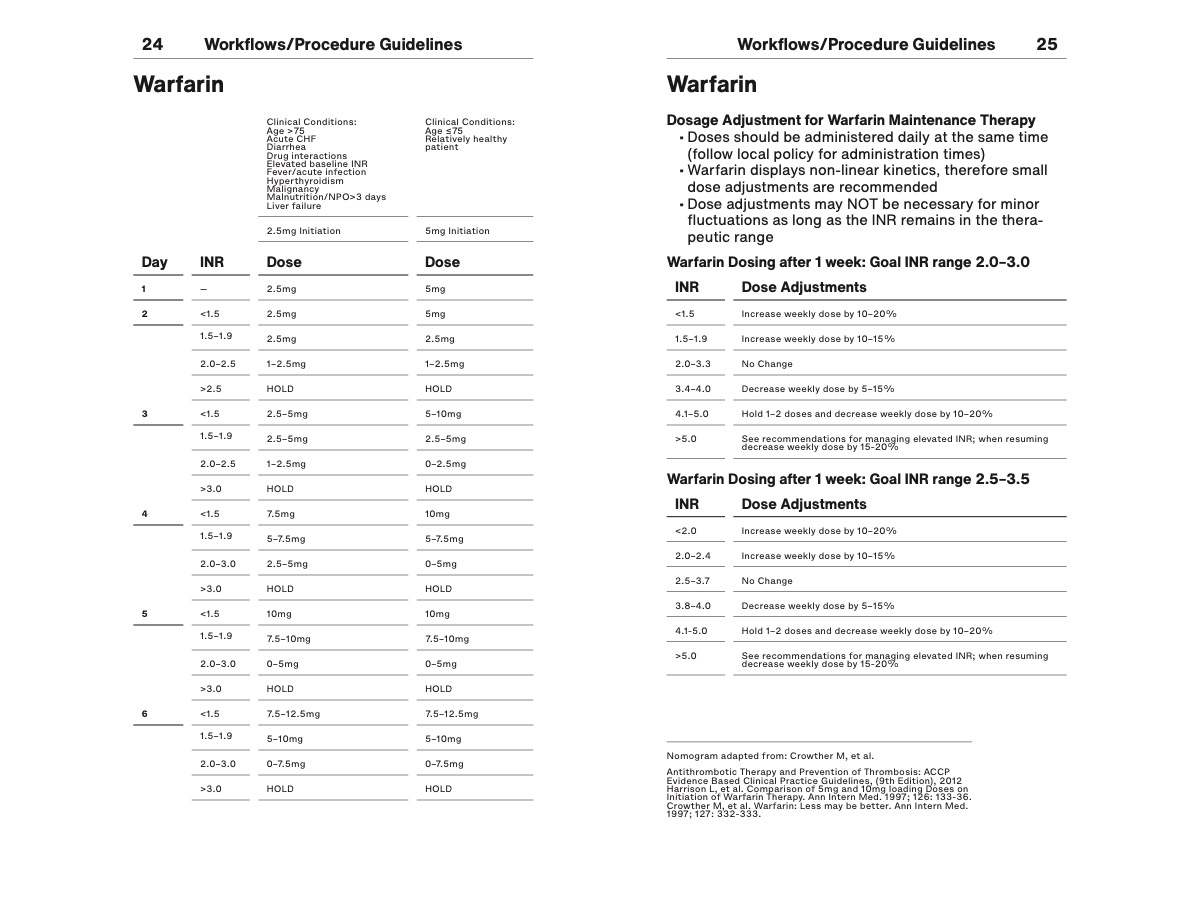 24 Workflows/Procedure Guidelines
Warfarin
Clinical Conditions:
Age >75
Acute CHF
Diarrhea
Drug interactions
Elevated baseline INR
Fever/acute infection
Hyperthyroidism
Malignancy
Malnutrition/NPO>3 days
Liver failure
Clinical Conditions:
Age ≤75
Relatively healthy
patient
2.5mg Initiation 5mg Initiation
Day INR Dose Dose
1 – 2.5mg 5mg
2 <1.5 2.5mg 5mg
1.5–1.9 2.5mg 2.5mg
2.0–2.5 1–2.5mg 1–2.5mg
>2.5 HOLD HOLD
3 <1.5 2.5–5mg 5–10mg
1.5–1.9 2.5–5mg 2.5–5mg
2.0–2.5 1–2.5mg 0–2.5mg
>3.0 HOLD HOLD
4 <1.5 7.5mg 10mg
1.5–1.9 5–7.5mg 5–7.5mg
2.0–3.0 2.5–5mg 0–5mg
>3.0 HOLD HOLD
5 <1.5 10mg 10mg
1.5–1.9 7.5–10mg 7.5–10mg
2.0–3.0 0–5mg 0–5mg
>3.0 HOLD HOLD
6 <1.5 7.5–12.5mg 7.5–12.5mg
1.5–1.9 5–10mg 5–10mg
2.0–3.0 0–7.5mg 0–7.5mg
>3.0 HOLD HOLD
Workflows/Procedure Guidelines 25
Warfarin
Dosage Adjustment for Warfarin Maintenance Therapy
▪ Doses should be administered daily at the same time
(follow local policy for administration times)
▪ Warfarin displays non-linear kinetics, therefore small
dose adjustments are recommended
▪ Dose adjustments may NOT be necessary for minor
fluctuations as long as the INR remains in the thera-
peutic range
Warfarin Dosing after 1 week: Goal INR range 2.0–3.0
INR Dose Adjustments
<1.5 Increase weekly dose by 10–20%
1.5–1.9 Increase weekly dose by 10–15%
2.0–3.3 No Change
3.4–4.0 Decrease weekly dose by 5–15%
4.1–5.0 Hold 1–2 doses and decrease weekly dose by 10–20%
>5.0 See recommendations for managing elevated INR; when resuming
decrease weekly dose by 15-20%
Warfarin Dosing after 1 week: Goal INR range 2.5–3.5
INR Dose Adjustments
<2.0 Increase weekly dose by 10–20%
2.0–2.4 Increase weekly dose by 10–15%
2.5–3.7 No Change
3.8–4.0 Decrease weekly dose by 5–15%
4.1-5.0 Hold 1–2 doses and decrease weekly dose by 10–20%
>5.0 See recommendations for managing elevated INR; when resuming
decrease weekly dose by 15-20%
Nomogram adapted from: Crowther M, et al.
Antithrombotic Therapy and Prevention of Thrombosis: ACCP
Evidence Based Clinical Practice Guidelines, (9th Edition), 2012
Harrison L, et al. Comparison of 5mg and 10mg loading Doses on
Initiation of Warfarin Therapy. Ann Intern Med. 1997; 126: 133-36.
Crowther M, et al. Warfarin: Less may be better. Ann Intern Med.
1997; 127: 332-333.